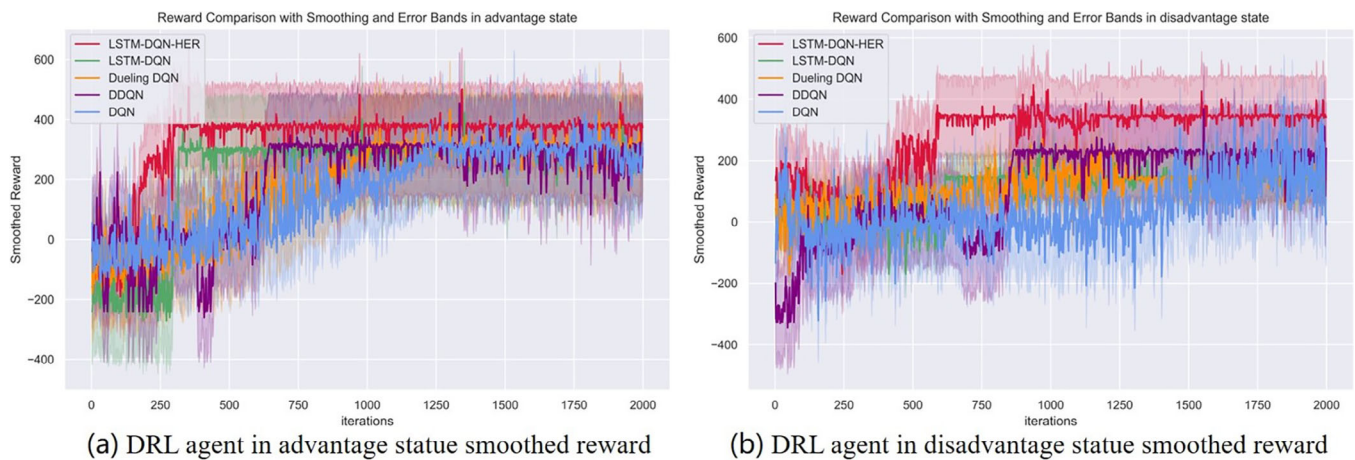 Reward Comparison with Smoothing and Error Bands in advantage state
LSTM-DQN-HER
LSTM-DQN
Dueling DQN
DDQN
DQN
Smoothed Reward
600
400
200
0
−200
−400
0 250 500 750 1000 1250 1500 1750 2000
iterations
(a) DRL agent in advantage statue smoothed reward
Reward Comparison with Smoothing and Error Bands in disadvantage state
LSTM-DQN-HER
LSTM-DQN
Dueling DQN
DDQN
DQN
Smoothed Reward
600
400
200
0
−200
−400
0 250 500 750 1000 1250 1500 1750 2000
iterations
(b) DRL agent in disadvantage statue smoothed reward